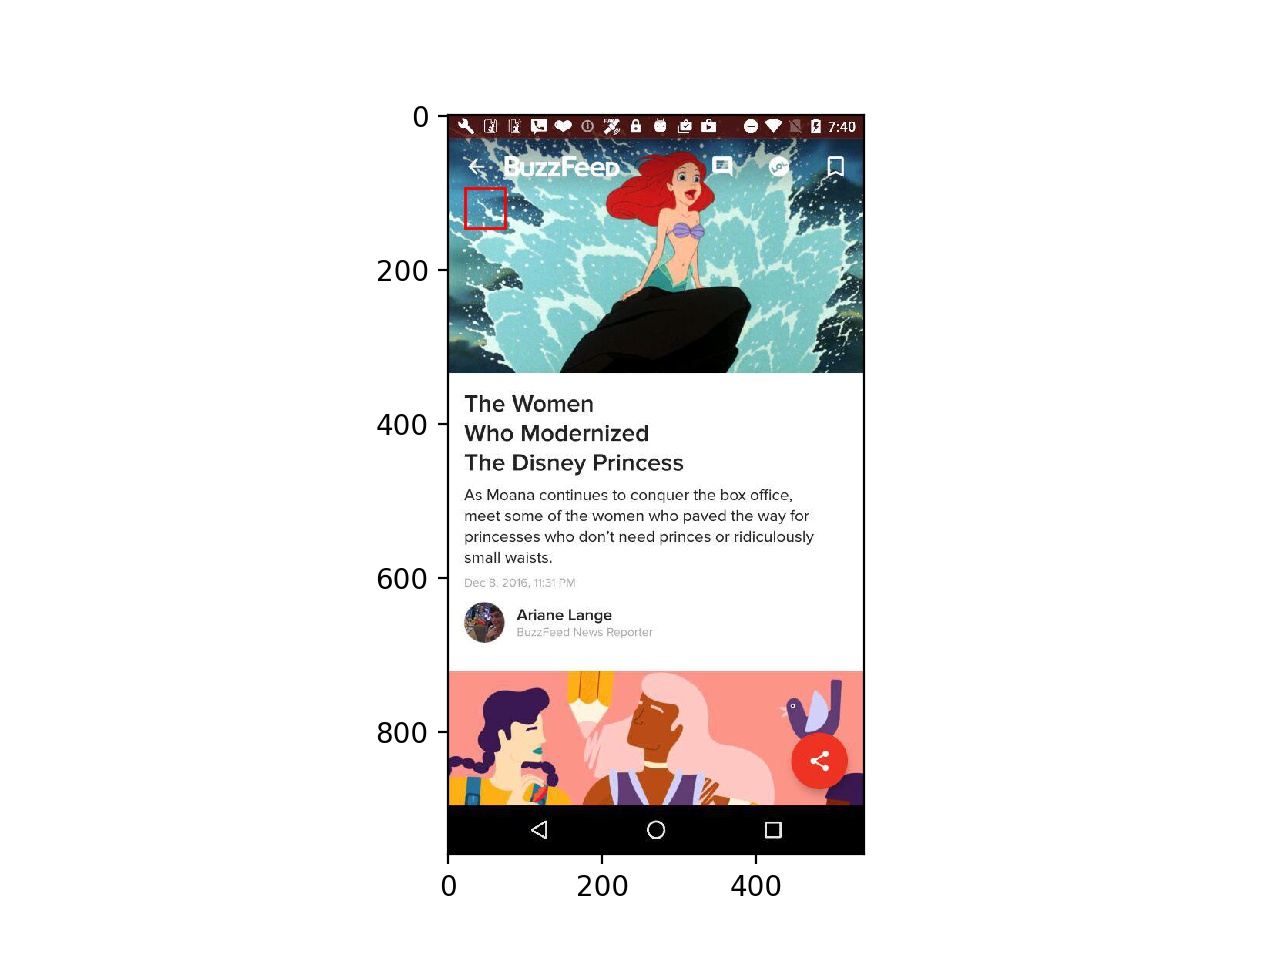 0
200
400
600
800
7:40
BuzzFeed
The Women
Who Modernized
The Disney Princess
As Moana continues to conquer the box office,
meet some of the women who paved the way for
princesses who don't need princes or ridiculously
small waists.
Dec 8, 2016, 11:31 PM
Ariane Lange
BuzzFeed News Reporter
0
200
400